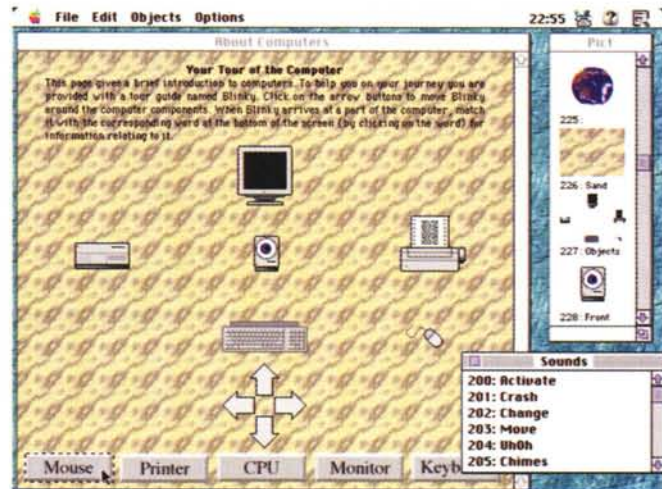 File Edit Objects Options 22:55
About Computers
Your Tour of the Computer
This page gives a brief introduction to computers. To help you on your journey you are
provided with a tour guide named Blinky. Click on the arrow buttons to move Blinky
around the computer components. When Blinky arrives at a part of the computer, match
it with the corresponding word at the bottom of the screen (by clicking on the word) for
information relating to it.
Mouse Printer CPU Monitor Keyb
Pict
225:
226: Sand
227: Objects
228: Front
Sounds
200: Activate
201: Crash
202: Change
203: Move
204: UhOh
205: Chimes